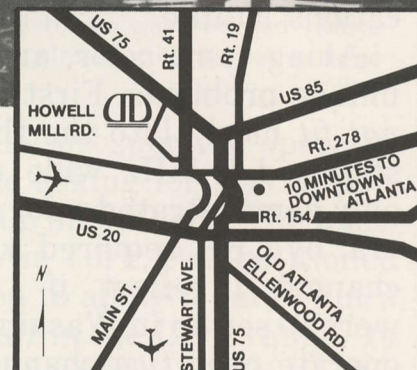 US 75
Rt. 41
Rt. 19
US 85
HOWELL
MILL RD.
Rt. 278
10 MINUTES TO
DOWNTOWN
ATLANTA
Rt. 154
US 20
OLD ATLANTA
ELLENWOOD RD.
MAIN ST.
STEWART AVE.
US 75
N